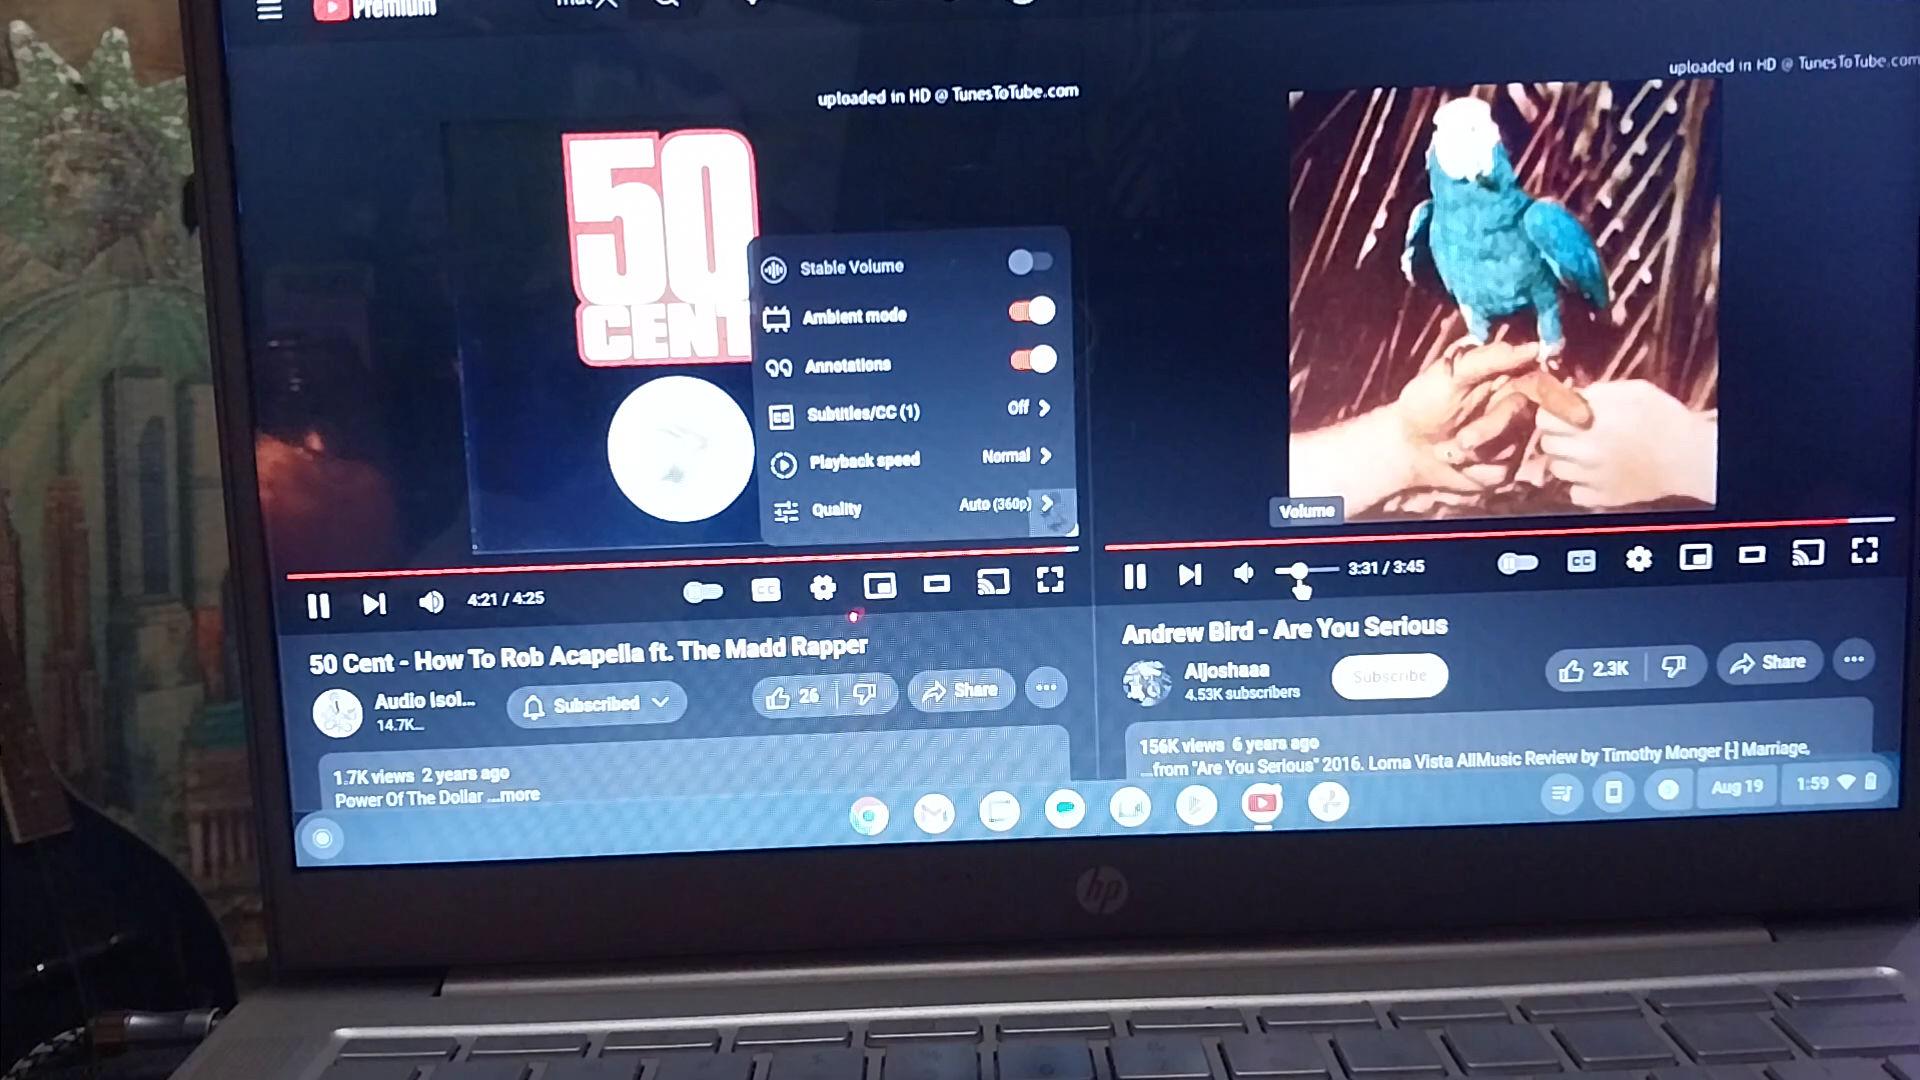 Premium
uploaded in HD @ TunesToTube.com
50
CENT
Stable Volume
Ambient mode
Annotations
Subtitles/CC (1) Off
Playback speed Normal
Quality Auto (360p)
4:21 / 4:25
50 Cent - How To Rob Acapella ft. The Madd Rapper
Audio Isol...
14.7K...
Subscribed
26
Share
1.7K views 2 years ago
Power Of The Dollar ...more
uploaded in HD @ TunesToTube.com
Volume
3:31 / 3:45
CC
Andrew Bird - Are You Serious
Aljoshaaa
4.53K subscribers
Subscribe
2.3K
Share
156K views 6 years ago
...from "Are You Serious" 2016. Loma Vista AllMusic Review by Timothy Monger [-] Marriage,
Aug 19
1:59
hp